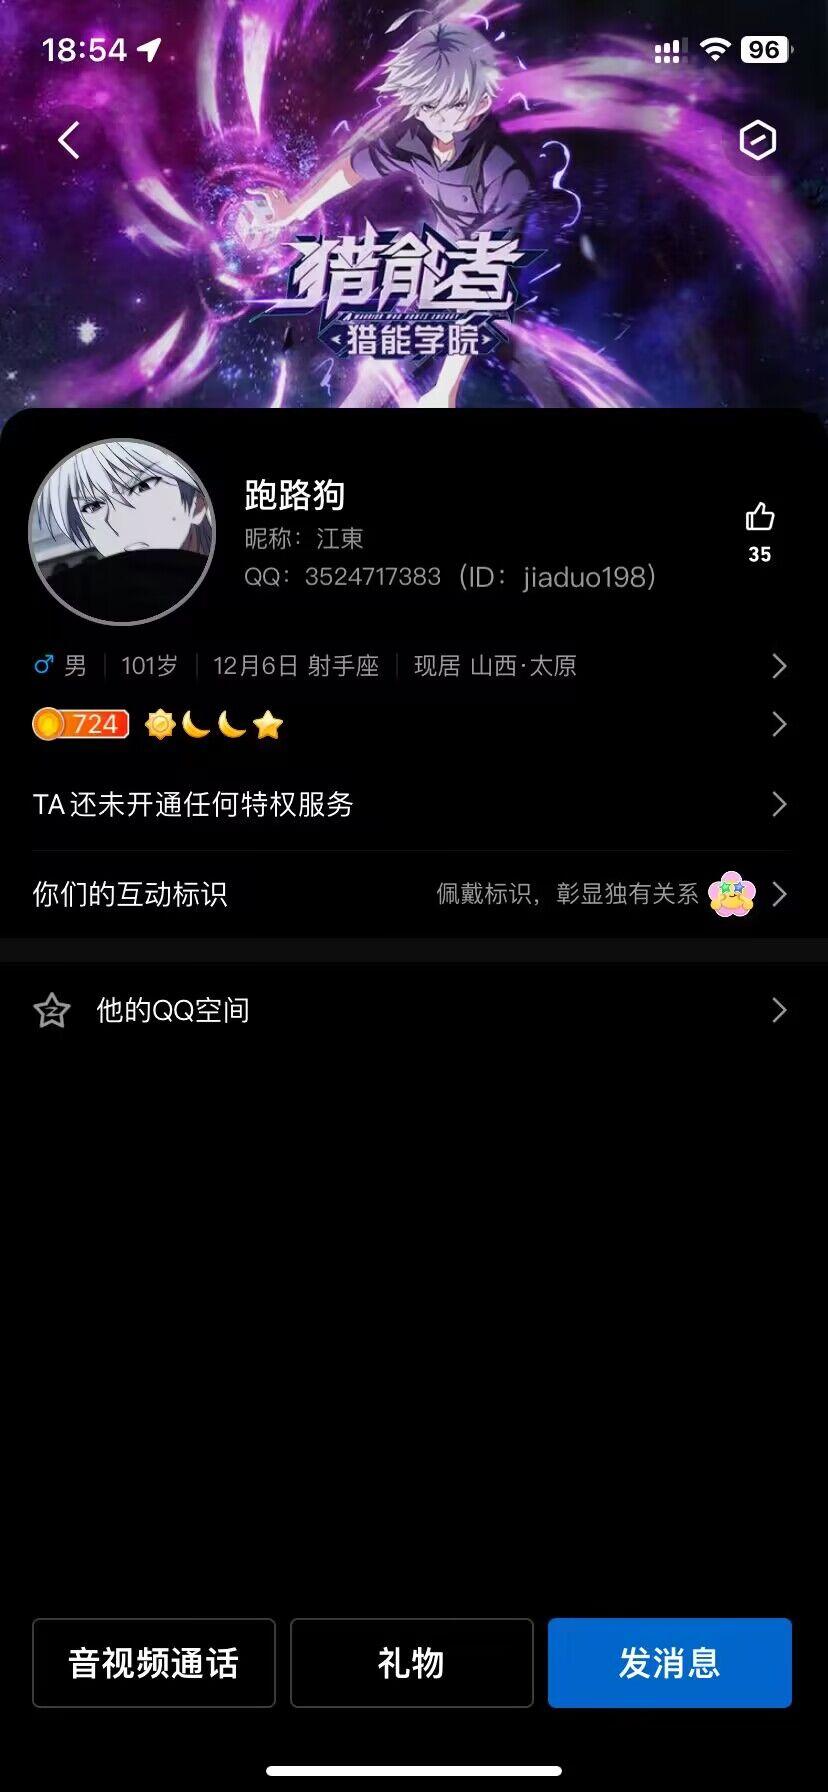 18:54
96
猎能者
猎能学院
跑路狗
35
昵称：江東
QQ：3524717383（ID：jiaduo198）
男 101岁 12月6日 射手座 现居 山西·太原
724
TA还未开通任何特权服务
你们的互动标识 佩戴标识，彰显独有关系
他的QQ空间
音视频通话 礼物 发消息